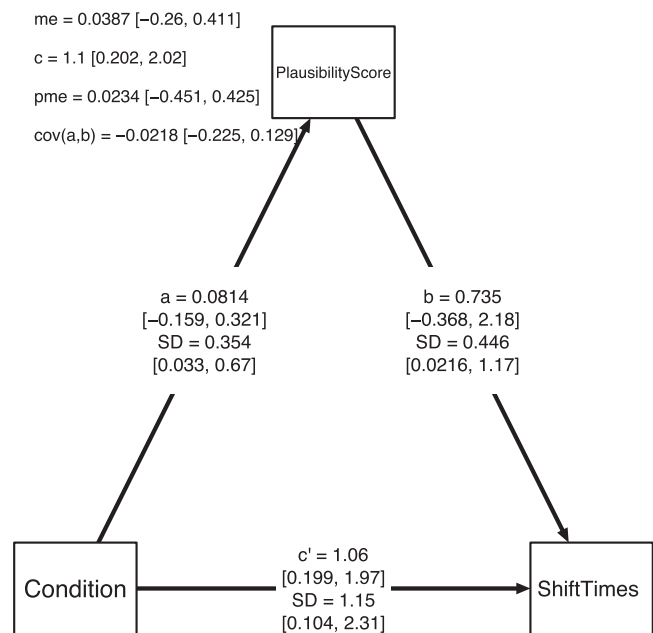 me = 0.0387 [−0.26, 0.411]
c = 1.1 [0.202, 2.02]
pme = 0.0234 [−0.451, 0.425]
cov(a,b) = −0.0218 [−0.225, 0.129]
PlausibilityScore
a = 0.0814
[-0.159, 0.321]
SD = 0.354
[0.033, 0.67]
b = 0.735
[-0.368, 2.18]
SD = 0.446
[0.0216, 1.17]
Condition
c' = 1.06
[0.199, 1.97]
SD = 1.15
[0.104, 2.31]
ShiftTimes